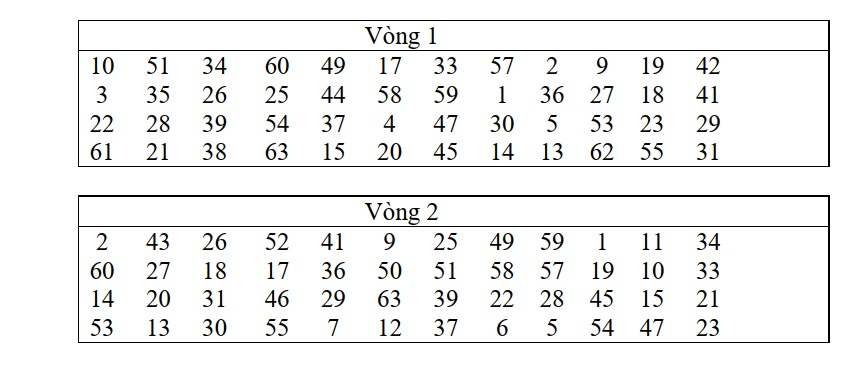 Vòng 1
10 51 34 60 49 17 33 57 2 9 19 42
3 35 26 25 44 58 59 1 36 27 18 41
22 28 39 54 37 4 47 30 5 53 23 29
61 21 38 63 15 20 45 14 13 62 55 31
Vòng 2
2 43 26 52 41 9 25 49 59 1 11 34
60 27 18 17 36 50 51 58 57 19 10 33
14 20 31 46 29 63 39 22 28 45 15 21
53 13 30 55 7 12 37 6 5 54 47 23